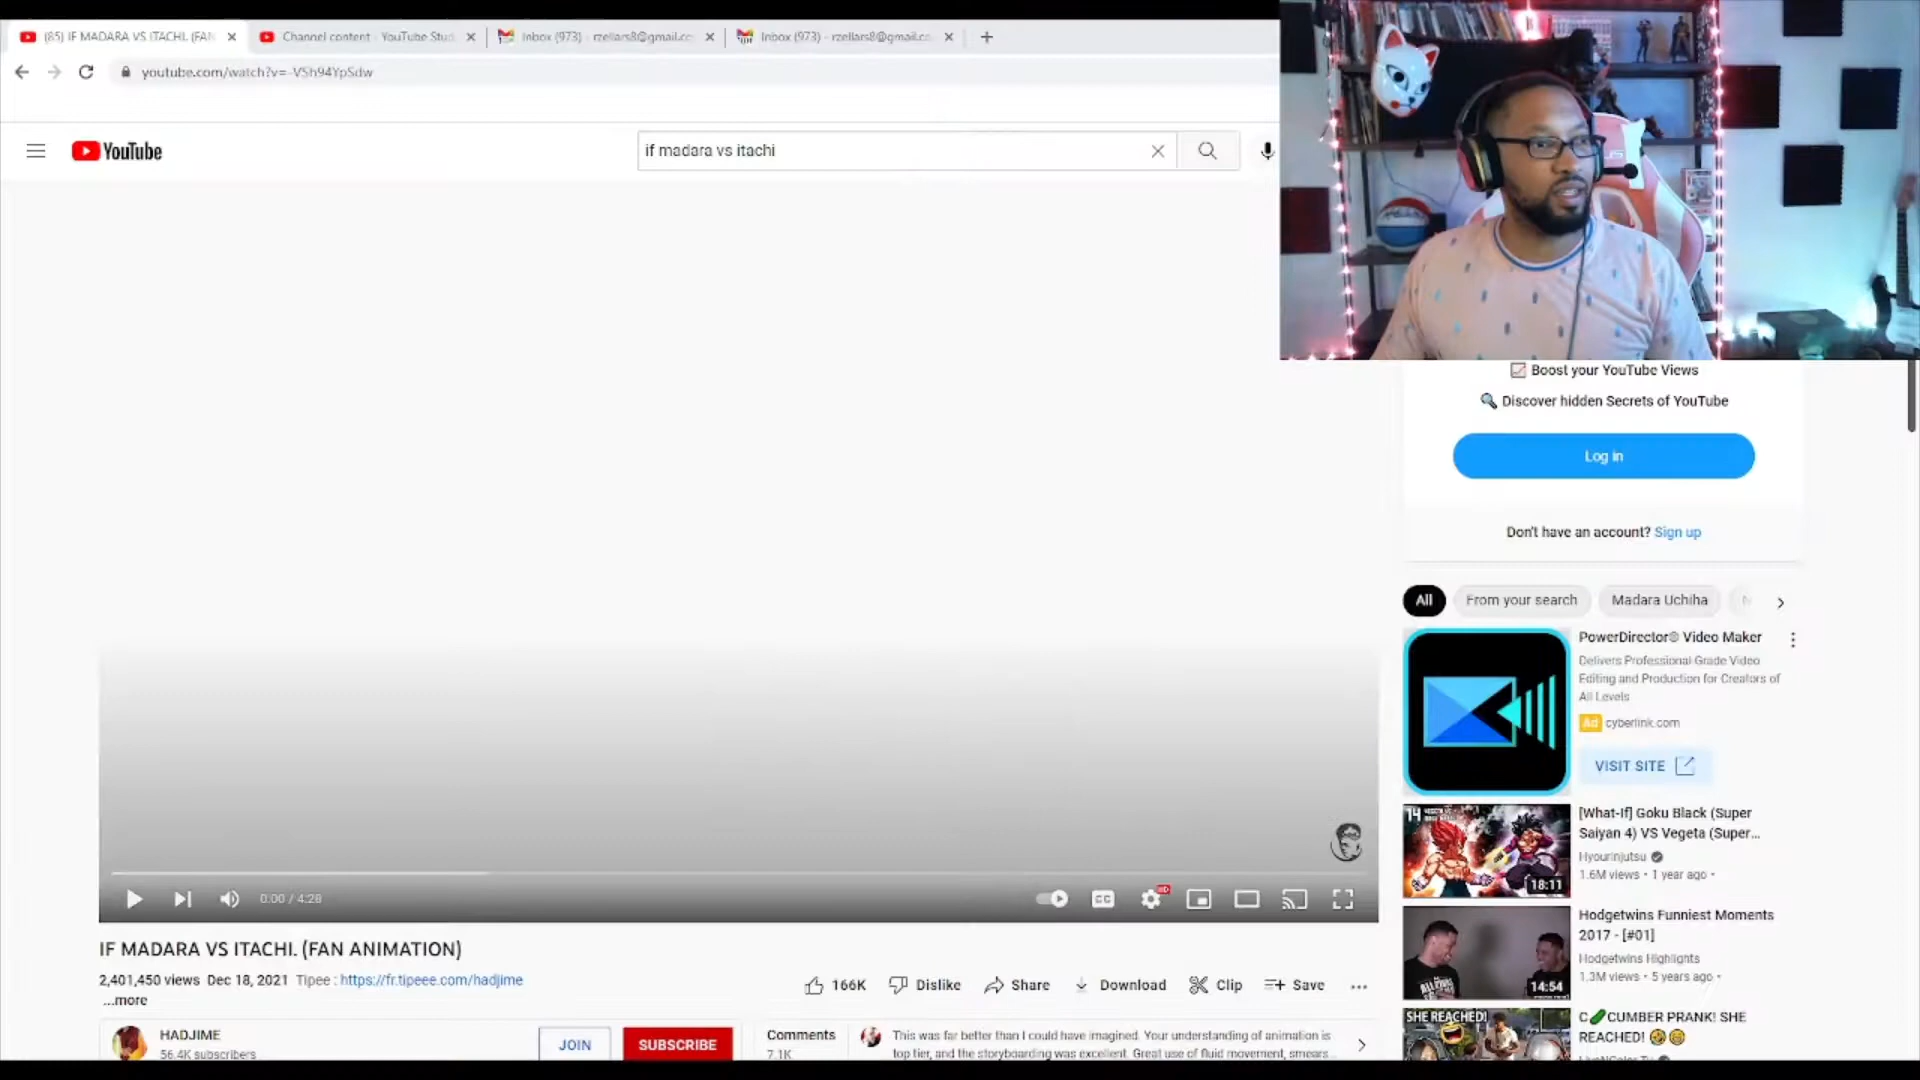 (85) IF MADARA VS ITACHI. (FAN
Channel content - YouTube Stud
Inbox (973) - rzellars8@gmail.co
Inbox (973) - rzellars8@gmail.co
youtube.com/watch?v=-VSh94YpSdw
YouTube
if madara vs itachi
Boost your YouTube Views
Discover hidden Secrets of YouTube
Log in
Don't have an account? Sign up
All
From your search
Madara Uchiha
PowerDirector® Video Maker
Delivers Professional-Grade Video
Editing and Production for Creators of
All Levels
Ad cyberlink.com
VISIT SITE
[What-If] Goku Black (Super
Saiyan 4) VS Vegeta (Super...
Hyourinjutsu
1.6M views • 1 year ago •
18:11
Hodgetwins Funniest Moments
2017 - [#01]
Hodgetwins Highlights
1.3M views • 5 years ago •
14:54
SHE REACHED!
C🥒CUMBER PRANK! SHE
REACHED! 🤣😂
0:00 / 4:28
CC
HD
IF MADARA VS ITACHI. (FAN ANIMATION)
2,401,450 views Dec 18, 2021 Tipee : https://fr.tipeee.com/hadjime
...more
166K
Dislike
Share
Download
Clip
Save
HADJIME
56.4K subscribers
JOIN
SUBSCRIBE
Comments
7.1K
This was far better than I could have imagined. Your understanding of animation is
top tier, and the storyboarding was excellent. Great use of fluid movement, smears...